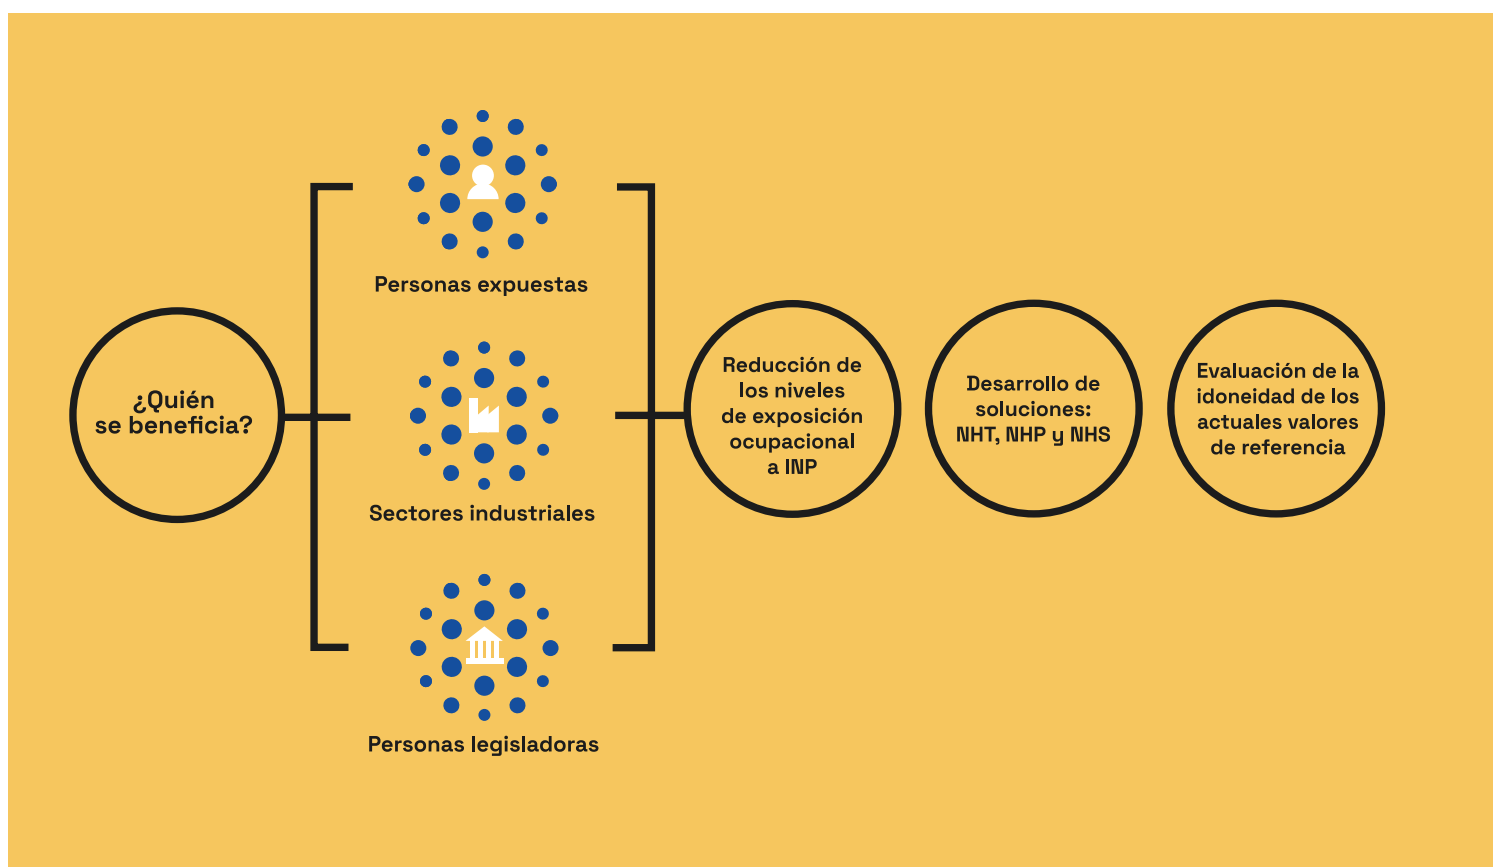 ¿Quién
se beneficia?
Personas expuestas
Sectores industriales
Personas legisladoras
Reducción de
los niveles
de exposición
ocupacional
a INP
Desarrollo de
soluciones:
NHT, NHP y NHS
Evaluación de la
idoneidad de los
actuales valores
de referencia